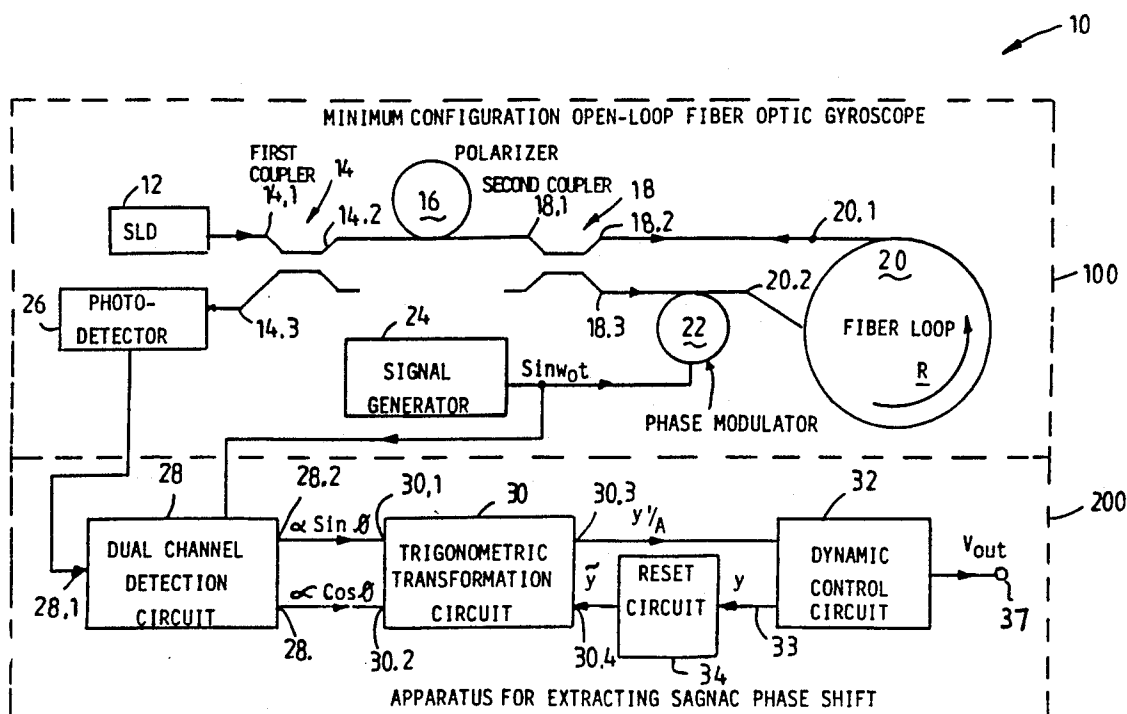 10
MINIMUM CONFIGURATION OPEN-LOOP FIBER OPTIC GYROSCOPE
FIRST COUPLER
14
14.1
14.2
POLARIZER
16
SECOND COUPLER
18
18.1
18.2
20.1
12
SLD
20
FIBER LOOP
R
100
26
PHOTO-
DETECTOR
14.3
24
SIGNAL
GENERATOR
Sinw₀t
18.3
22
20.2
PHASE MODULATOR
28
28.1
DUAL CHANNEL
DETECTION
CIRCUIT
28.2
α Sin θ
α Cos θ
28.
30.1
30.2
30
TRIGONOMETRIC
TRANSFORMATION
CIRCUIT
30.3
y'/A
ỹ
30.4
RESET
CIRCUIT
34
y
33
32
DYNAMIC
CONTROL
CIRCUIT
Vout
37
200
APPARATUS FOR EXTRACTING SAGNAC PHASE SHIFT